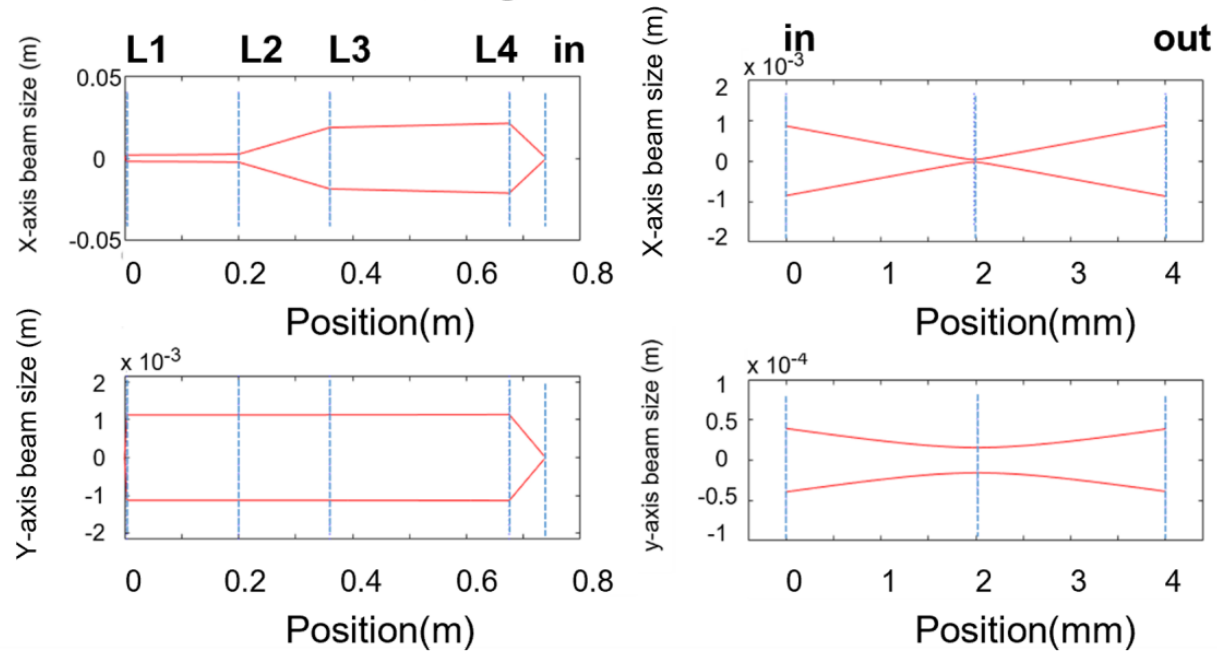 L1 L2 L3 L4 in
X-axis beam size (m)
0.05
0
-0.05
0 0.2 0.4 0.6 0.8
Position(m)
in out
X-axis beam size (m)
x 10-3
2
1
0
-1
-2
0 1 2 3 4
Position(mm)
Y-axis beam size (m)
x 10-3
2
1
0
-1
-2
0 0.2 0.4 0.6 0.8
Position(m)
y-axis beam size (m)
x 10-4
1
0.5
0
-0.5
-1
0 1 2 3 4
Position(mm)